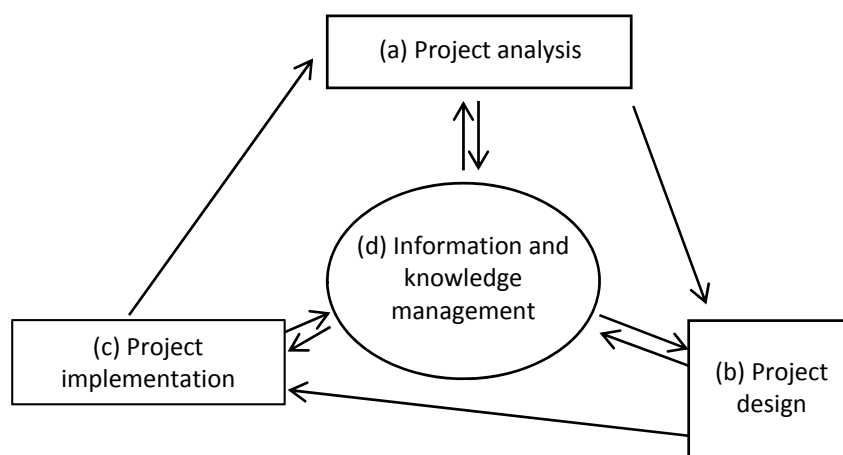 (a) Project analysis
(d) Information and
knowledge
management
(c) Project
implementation
(b) Project
design